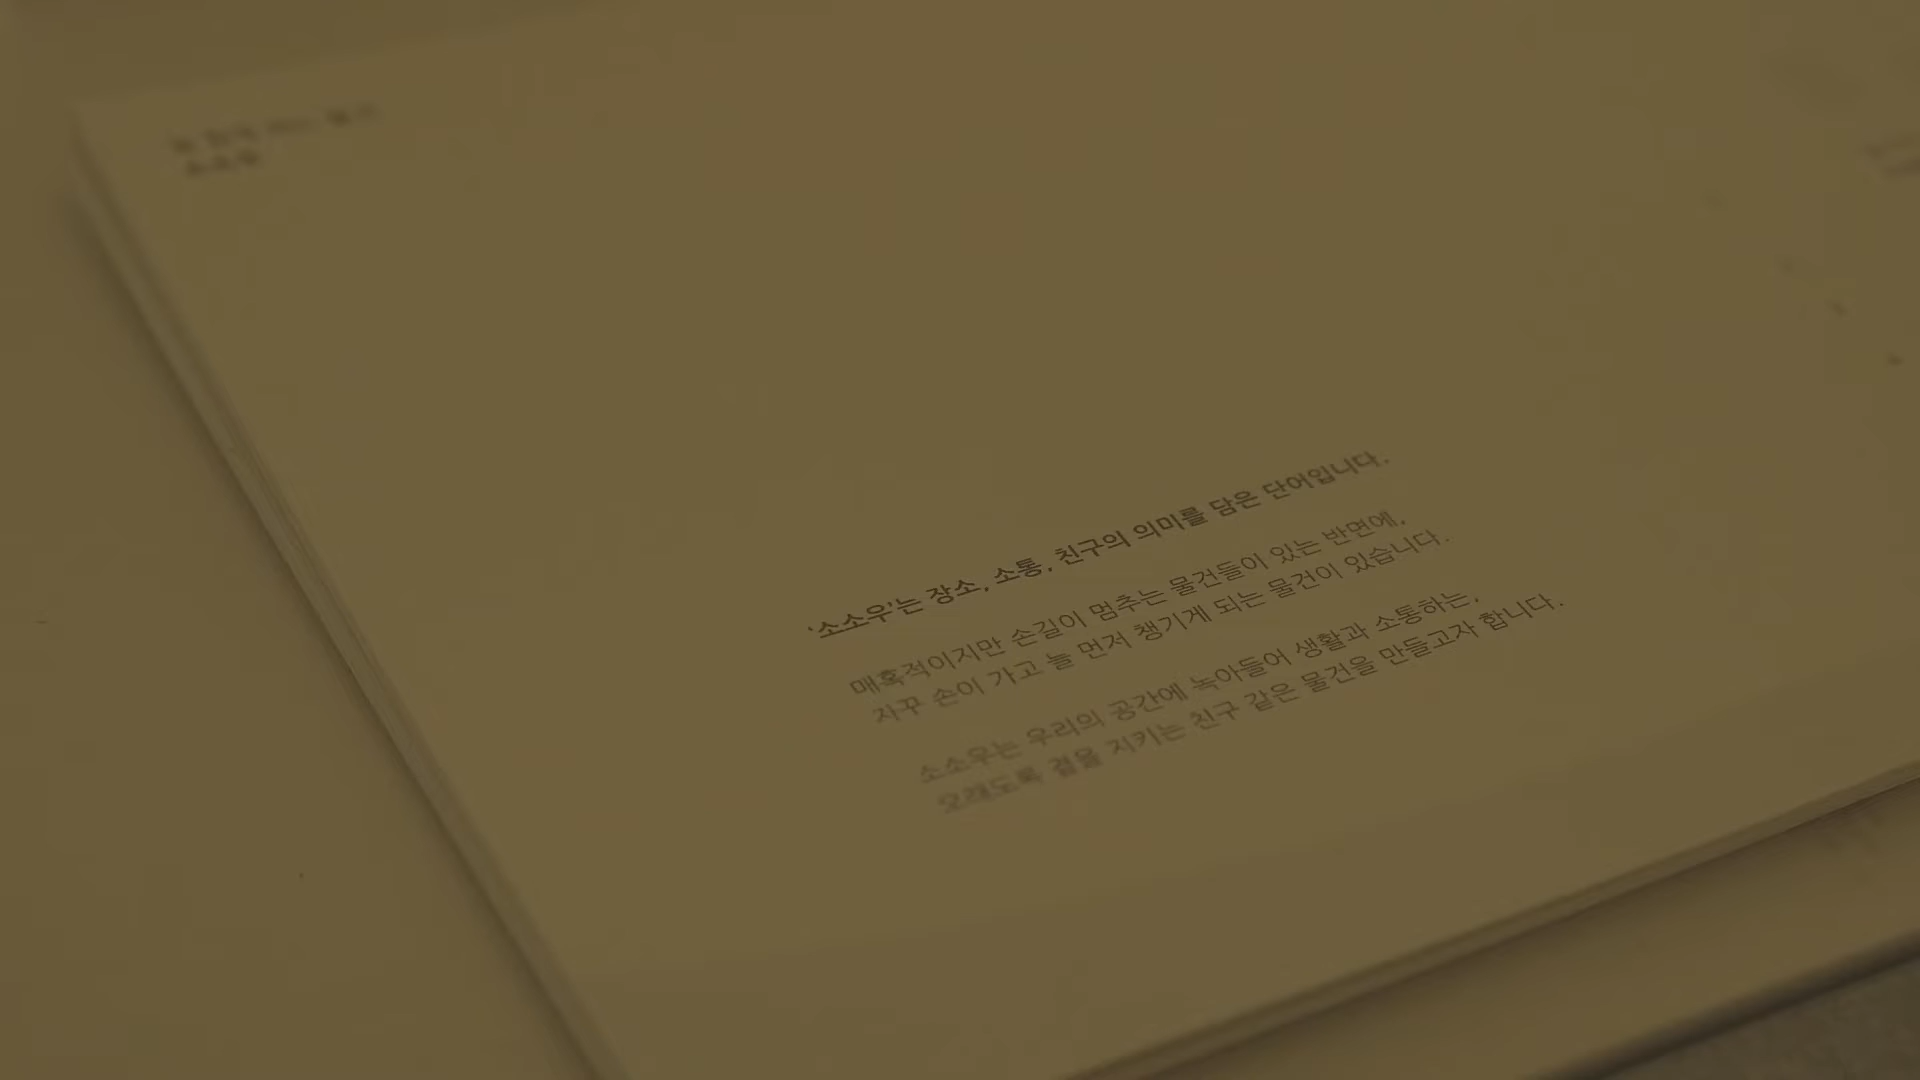 ‘소소우’는 장소, 소통, 친구의 의미를 담은 단어입니다.
매혹적이지만 손길이 멈추는 물건들이 있는 반면에,
자꾸 손이 가고 늘 먼저 챙기게 되는 물건이 있습니다.
소소우는 우리의 공간에 녹아들어 생활과 소통하는,
오래도록 곁을 지키는 친구 같은 물건을 만들고자 합니다.